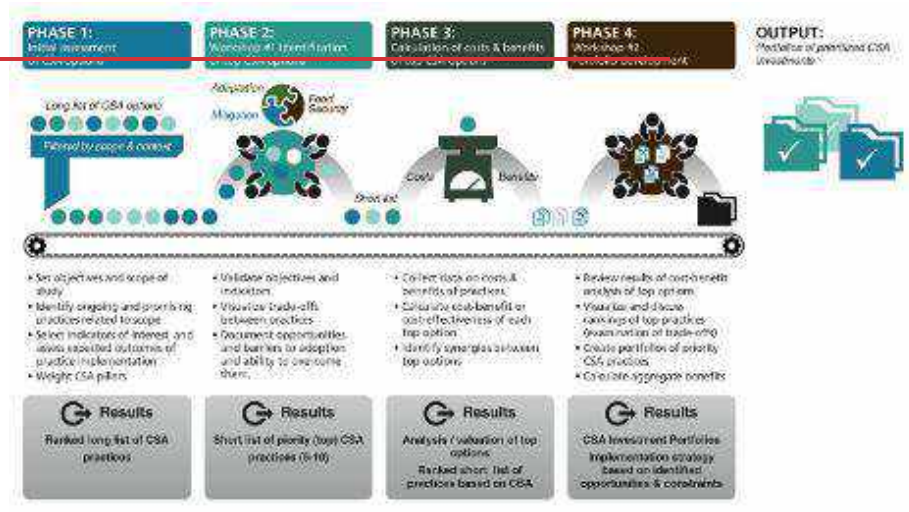 PHASE 1:
Initial assessment
of CSA options
PHASE 2:
Workshop #1 Identification
of top CSA options
PHASE 3:
Calculation of costs & benefits
of top CSA options
PHASE 4:
Workshop #2
Portfolio development
OUTPUT:
Portfolios of prioritized CSA
investments
Long list of CSA options
Filtered by scope & context
Adaptation
Food
Security
Mitigation
Short list
Costs
Benefits
• Set objectives and scope of
study
• Identify ongoing and promising
practices related to scope
• Select indicators of interest and
assess expected outcomes of
practice implementation
• Weight CSA pillars
• Validate objectives and
indicators
• Visualize trade-offs
between practices
• Document opportunities
and barriers to adoption
and ability to overcome
them.
• Collect data on costs &
benefits of practices
• Calculate cost-benefit or
cost-effectiveness of each
top option
• Identify synergies between
top options
• Review results of cost-benefit
analysis of top options
• Visualize and discuss
rankings of top practices
(examination of trade-offs)
• Create portfolios of priority
CSA practices
• Calculate aggregate benefits
Results
Ranked long list of CSA
practices
Results
Short list of piority (top) CSA
practices (5-10)
Results
Analysis / valuation of top
options
Ranked short list of
practices based on CBA
Results
CSA Investment Portfolios
Implementation strategy
based on identified
opportunities & constraints